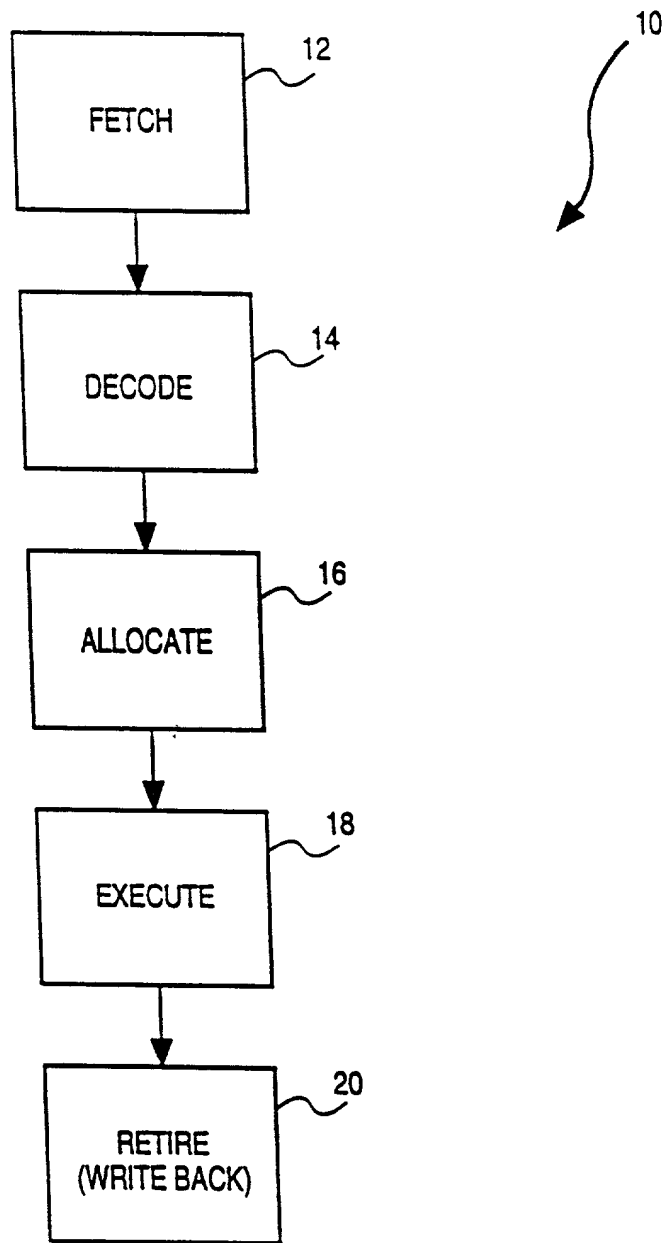 10
12
FETCH
14
DECODE
16
ALLOCATE
18
EXECUTE
20
RETIRE
(WRITE BACK)